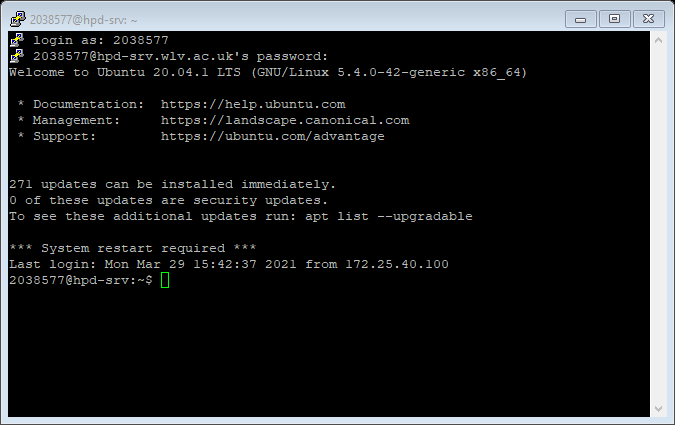 2038577@hpd-srv: ~
login as: 2038577
2038577@hpd-srv.wlv.ac.uk's password:
Welcome to Ubuntu 20.04.1 LTS (GNU/Linux 5.4.0-42-generic x86_64)
* Documentation:  https://help.ubuntu.com
* Management:     https://landscape.canonical.com
* Support:        https://ubuntu.com/advantage
271 updates can be installed immediately.
0 of these updates are security updates.
To see these additional updates run: apt list --upgradable
*** System restart required ***
Last login: Mon Mar 29 15:42:37 2021 from 172.25.40.100
2038577@hpd-srv:~$